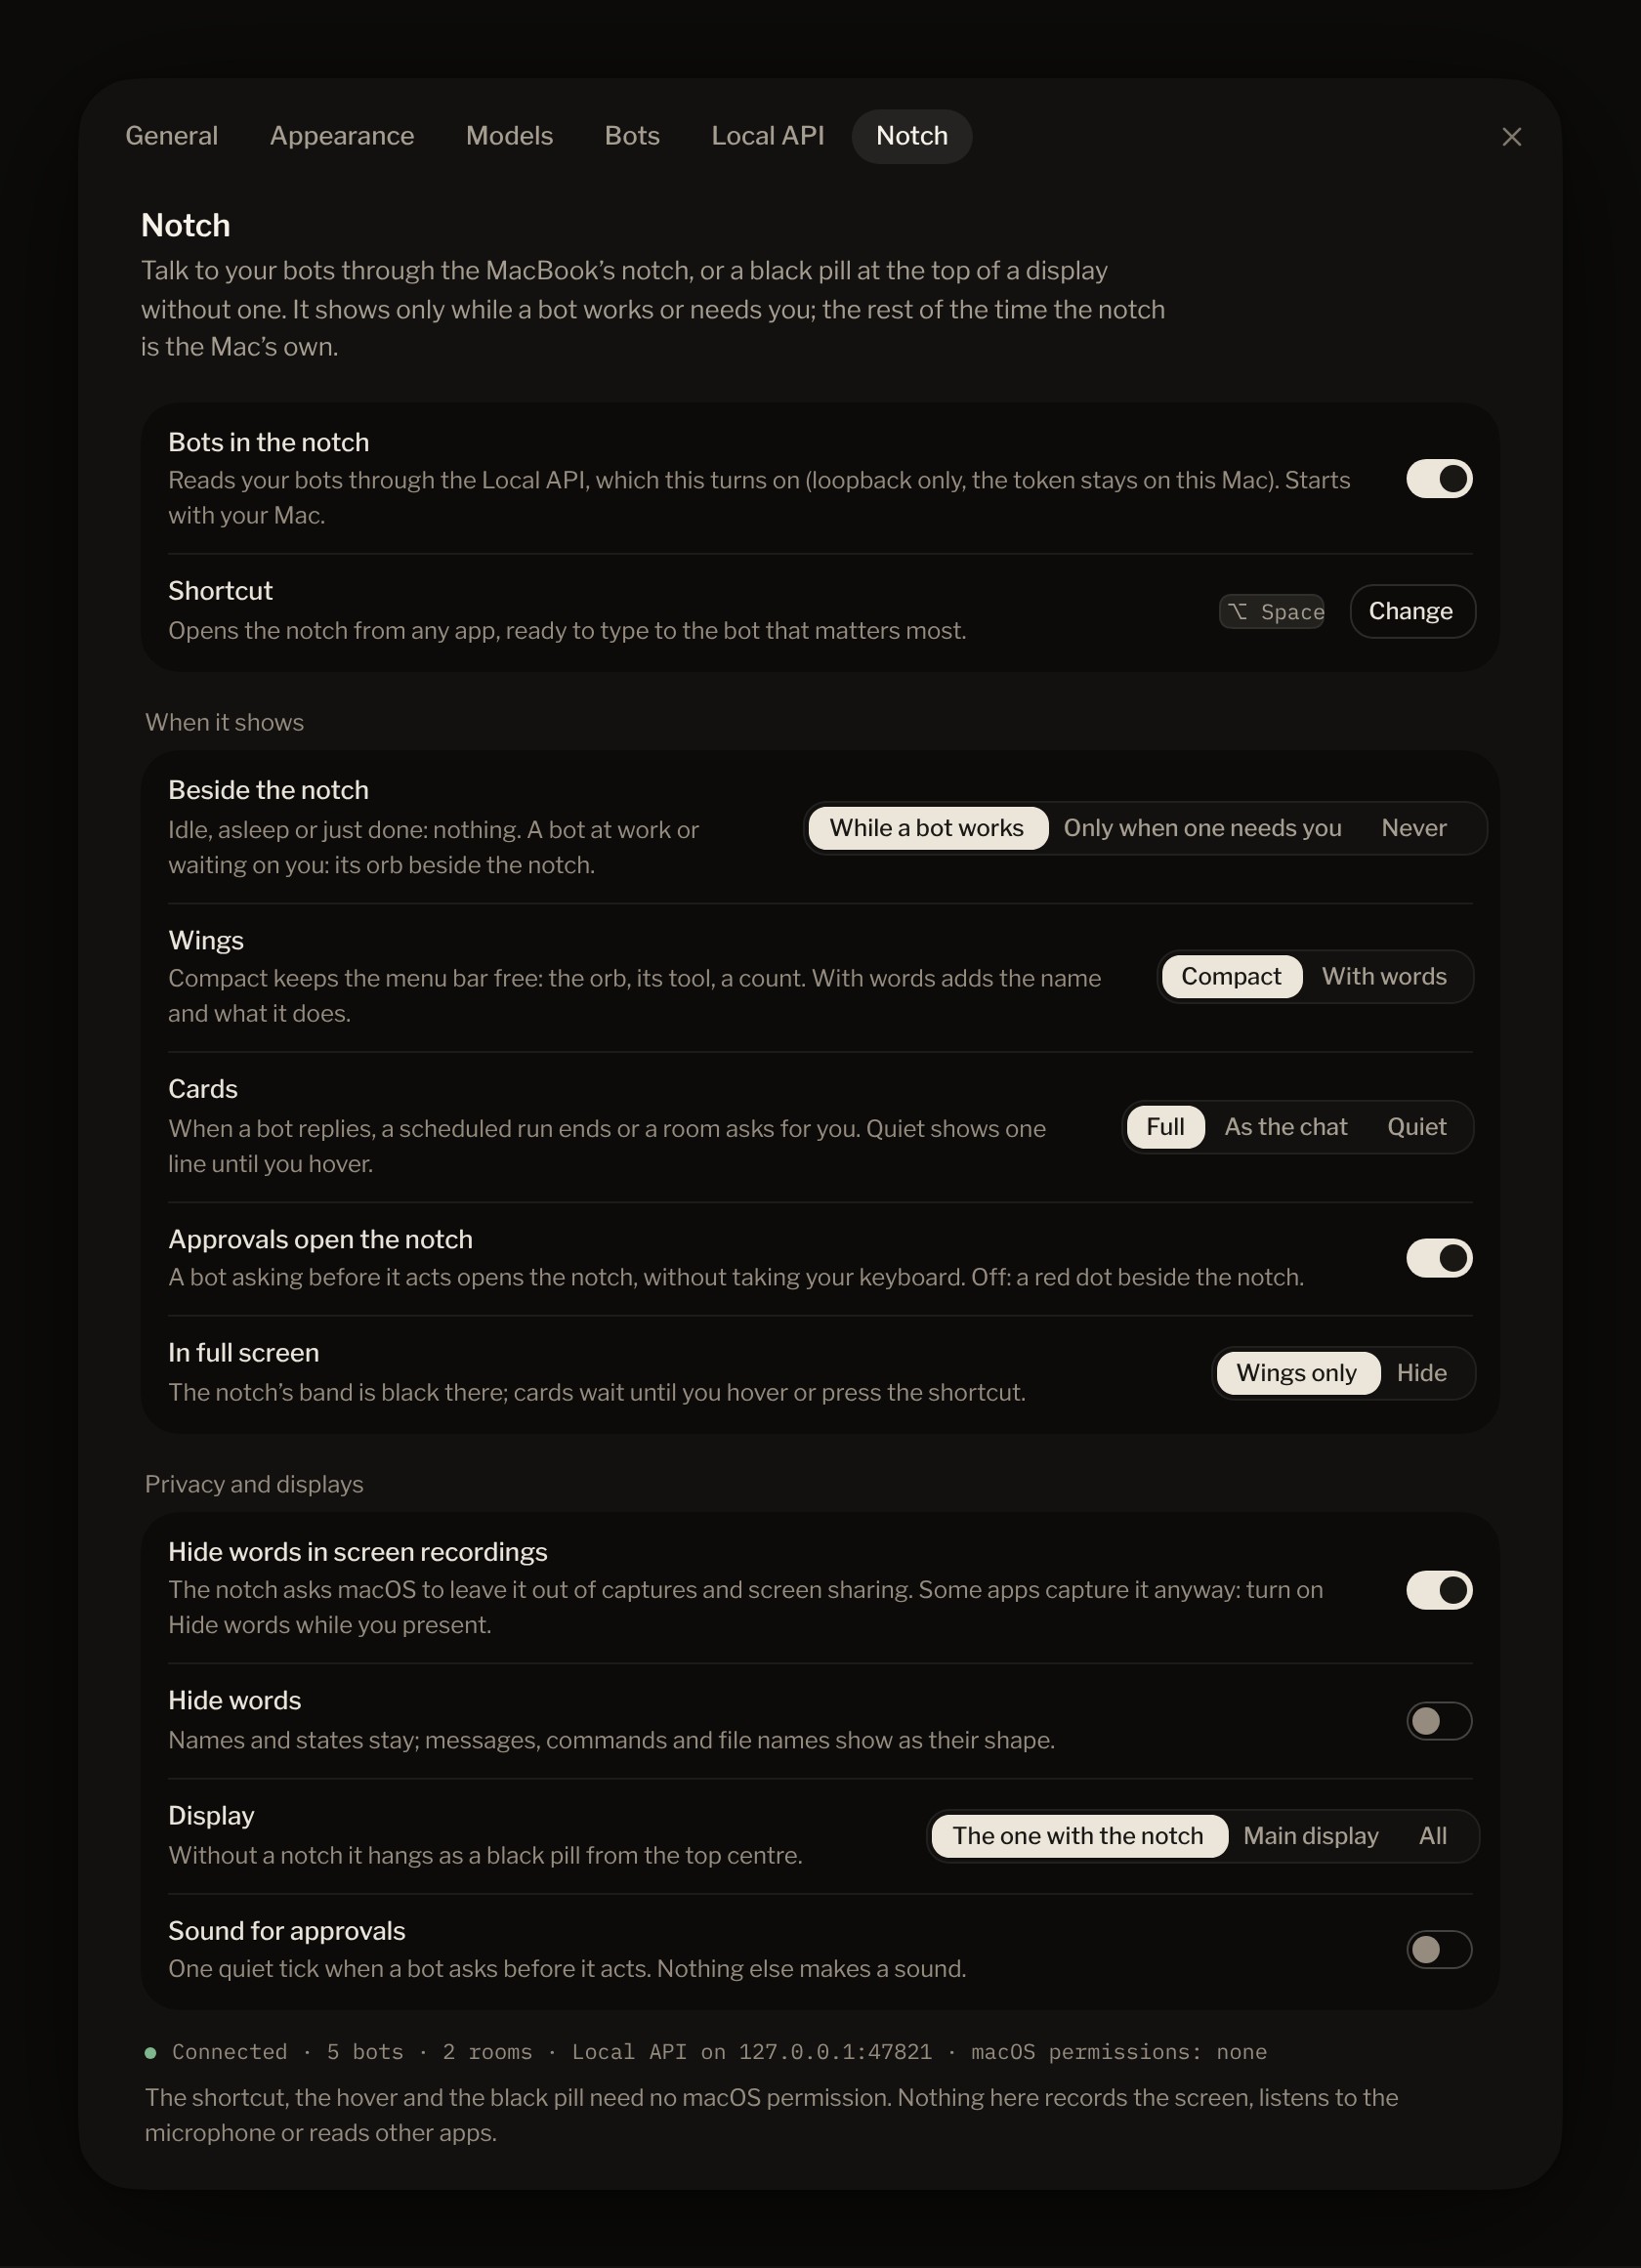 General Appearance Models Bots Local API Notch
Notch
Talk to your bots through the MacBook’s notch, or a black pill at the top of a display
without one. It shows only while a bot works or needs you; the rest of the time the notch
is the Mac’s own.
Bots in the notch
Reads your bots through the Local API, which this turns on (loopback only, the token stays on this Mac). Starts
with your Mac.
Shortcut
Opens the notch from any app, ready to type to the bot that matters most.
⌥ Space Change
When it shows
Beside the notch
Idle, asleep or just done: nothing. A bot at work or
waiting on you: its orb beside the notch.
While a bot works Only when one needs you Never
Wings
Compact keeps the menu bar free: the orb, its tool, a count. With words adds the name
and what it does.
Compact With words
Cards
When a bot replies, a scheduled run ends or a room asks for you. Quiet shows one
line until you hover.
Full As the chat Quiet
Approvals open the notch
A bot asking before it acts opens the notch, without taking your keyboard. Off: a red dot beside the notch.
In full screen
The notch’s band is black there; cards wait until you hover or press the shortcut.
Wings only Hide
Privacy and displays
Hide words in screen recordings
The notch asks macOS to leave it out of captures and screen sharing. Some apps capture it anyway: turn on
Hide words while you present.
Hide words
Names and states stay; messages, commands and file names show as their shape.
Display
Without a notch it hangs as a black pill from the top centre.
The one with the notch Main display All
Sound for approvals
One quiet tick when a bot asks before it acts. Nothing else makes a sound.
Connected · 5 bots · 2 rooms · Local API on 127.0.0.1:47821 · macOS permissions: none
The shortcut, the hover and the black pill need no macOS permission. Nothing here records the screen, listens to the
microphone or reads other apps.